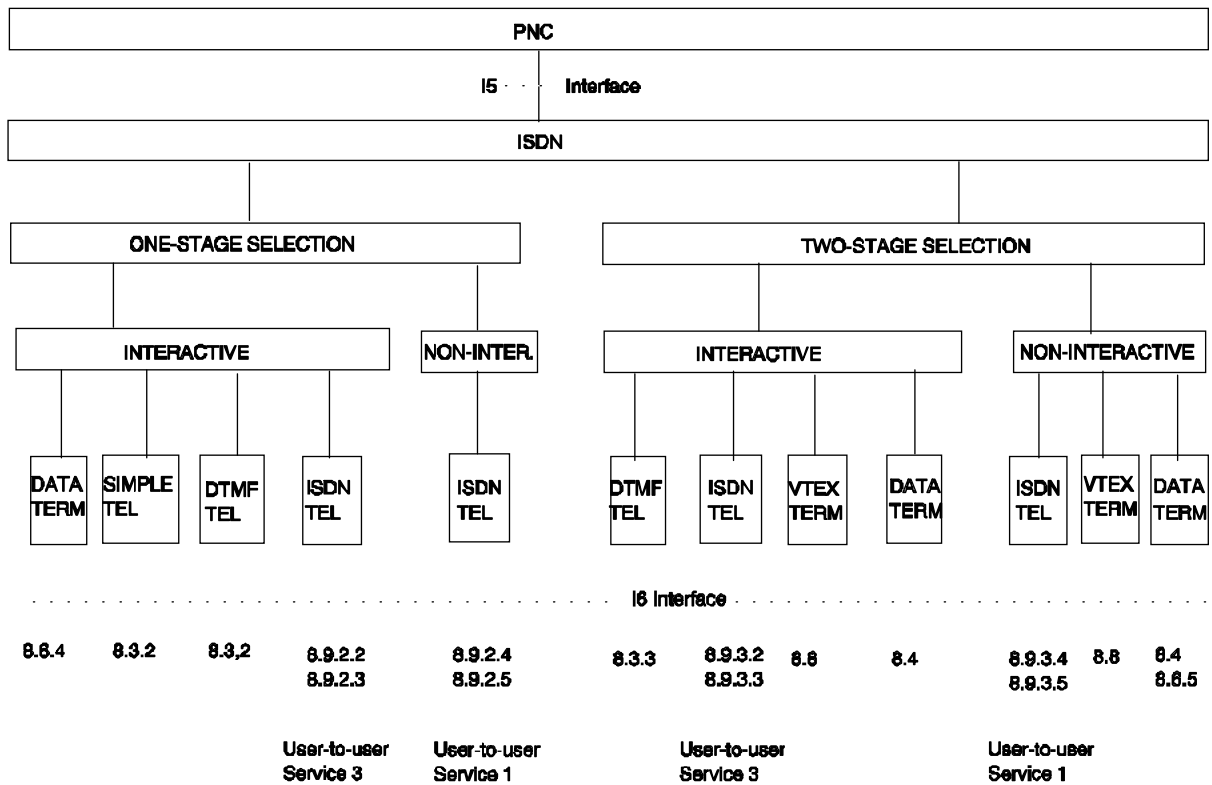 PNC
I5 · · · Interface
ISDN
ONE-STAGE SELECTION
TWO-STAGE SELECTION
INTERACTIVE
NON-INTER.
INTERACTIVE
NON-INTERACTIVE
DATA
TERM
SIMPLE
TEL
DTMF
TEL
ISDN
TEL
ISDN
TEL
DTMF
TEL
ISDN
TEL
VTEX
TERM
DATA
TERM
ISDN
TEL
VTEX
TERM
DATA
TERM
I6 Interface
8.6.4
8.3.2
8.3,2
8.9.2.2
8.9.2.3
8.9.2.4
8.9.2.5
8.3.3
8.9.3.2
8.9.3.3
8.8
8.4
8.9.3.4
8.9.3.5
8.8
8.4
8.6.5
User-to-user
Service 3
User-to-user
Service 1
User-to-user
Service 3
User-to-user
Service 1